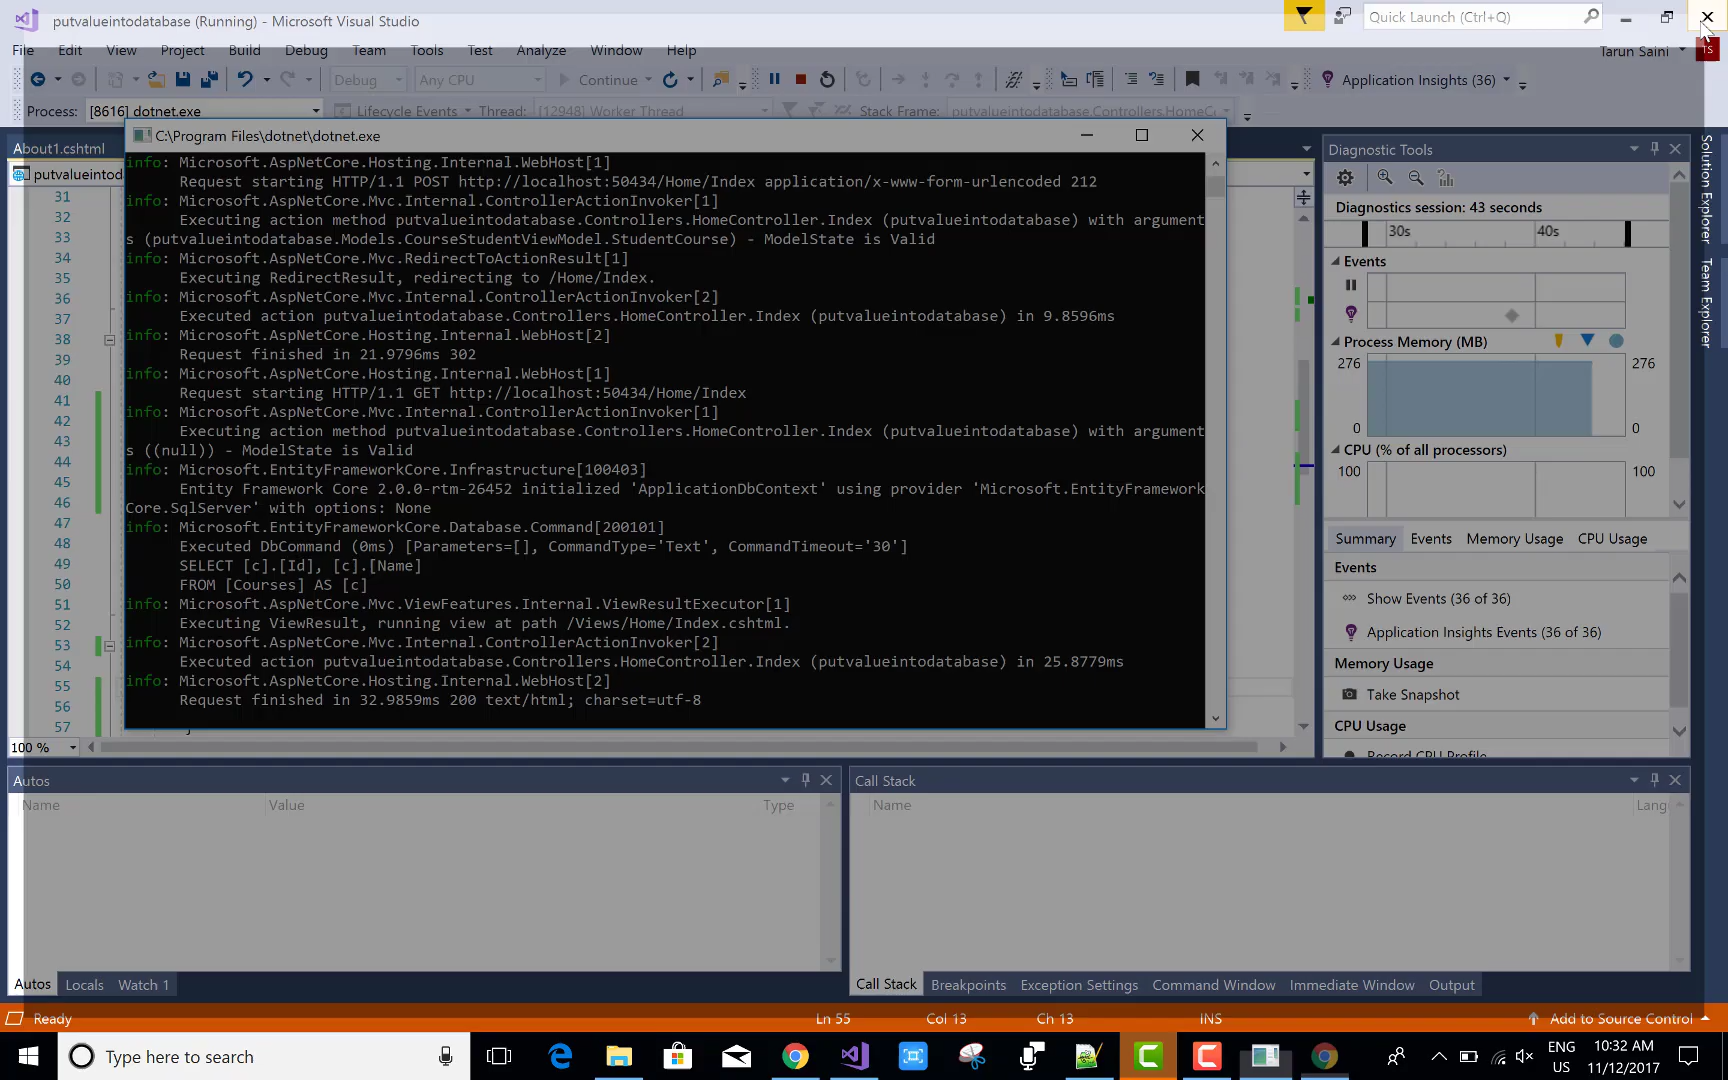 putvalueintodatabase (Running) - Microsoft Visual Studio
Quick Launch (Ctrl+Q)
File Edit View Project Build Debug Team Tools Test Analyze Window Help
Tarun Saini
TS
Debug Any CPU Continue Application Insights (36)
Process: [8616] dotnet.exe Lifecycle Events Thread: [12948] Worker Thread Stack Frame: putvalueintodatabase.Controllers.HomeC
C:\Program Files\dotnet\dotnet.exe
About1.cshtml
putvalueintod
31
32
33
34
35
36
37
38
39
40
41
42
43
44
45
46
47
48
49
50
51
52
53
54
55
56
57
info: Microsoft.AspNetCore.Hosting.Internal.WebHost[1]
Request starting HTTP/1.1 POST http://localhost:50434/Home/Index application/x-www-form-urlencoded 212
info: Microsoft.AspNetCore.Mvc.Internal.ControllerActionInvoker[1]
Executing action method putvalueintodatabase.Controllers.HomeController.Index (putvalueintodatabase) with argument
s (putvalueintodatabase.Models.CourseStudentViewModel.StudentCourse) - ModelState is Valid
info: Microsoft.AspNetCore.Mvc.RedirectToActionResult[1]
Executing RedirectResult, redirecting to /Home/Index.
info: Microsoft.AspNetCore.Mvc.Internal.ControllerActionInvoker[2]
Executed action putvalueintodatabase.Controllers.HomeController.Index (putvalueintodatabase) in 9.8596ms
info: Microsoft.AspNetCore.Hosting.Internal.WebHost[2]
Request finished in 21.9796ms 302
info: Microsoft.AspNetCore.Hosting.Internal.WebHost[1]
Request starting HTTP/1.1 GET http://localhost:50434/Home/Index
info: Microsoft.AspNetCore.Mvc.Internal.ControllerActionInvoker[1]
Executing action method putvalueintodatabase.Controllers.HomeController.Index (putvalueintodatabase) with argument
s ((null)) - ModelState is Valid
info: Microsoft.EntityFrameworkCore.Infrastructure[100403]
Entity Framework Core 2.0.0-rtm-26452 initialized 'ApplicationDbContext' using provider 'Microsoft.EntityFramework
Core.SqlServer' with options: None
info: Microsoft.EntityFrameworkCore.Database.Command[200101]
Executed DbCommand (0ms) [Parameters=[], CommandType='Text', CommandTimeout='30']
SELECT [c].[Id], [c].[Name]
FROM [Courses] AS [c]
info: Microsoft.AspNetCore.Mvc.ViewFeatures.Internal.ViewResultExecutor[1]
Executing ViewResult, running view at path /Views/Home/Index.cshtml.
info: Microsoft.AspNetCore.Mvc.Internal.ControllerActionInvoker[2]
Executed action putvalueintodatabase.Controllers.HomeController.Index (putvalueintodatabase) in 25.8779ms
info: Microsoft.AspNetCore.Hosting.Internal.WebHost[2]
Request finished in 32.9859ms 200 text/html; charset=utf-8
100 %
Diagnostic Tools
Diagnostics session: 43 seconds
30s 40s
Events
Process Memory (MB)
276 276
0 0
CPU (% of all processors)
100 100
Summary Events Memory Usage CPU Usage
Events
Show Events (36 of 36)
Application Insights Events (36 of 36)
Memory Usage
Take Snapshot
CPU Usage
Record CPU Profile
Solution Explorer
Team Explorer
Autos
Name Value Type
Autos Locals Watch 1
Call Stack
Name Lang
Call Stack Breakpoints Exception Settings Command Window Immediate Window Output
Ready Ln 55 Col 13 Ch 13 INS Add to Source Control
Type here to search
ENG
US
10:32 AM
11/12/2017